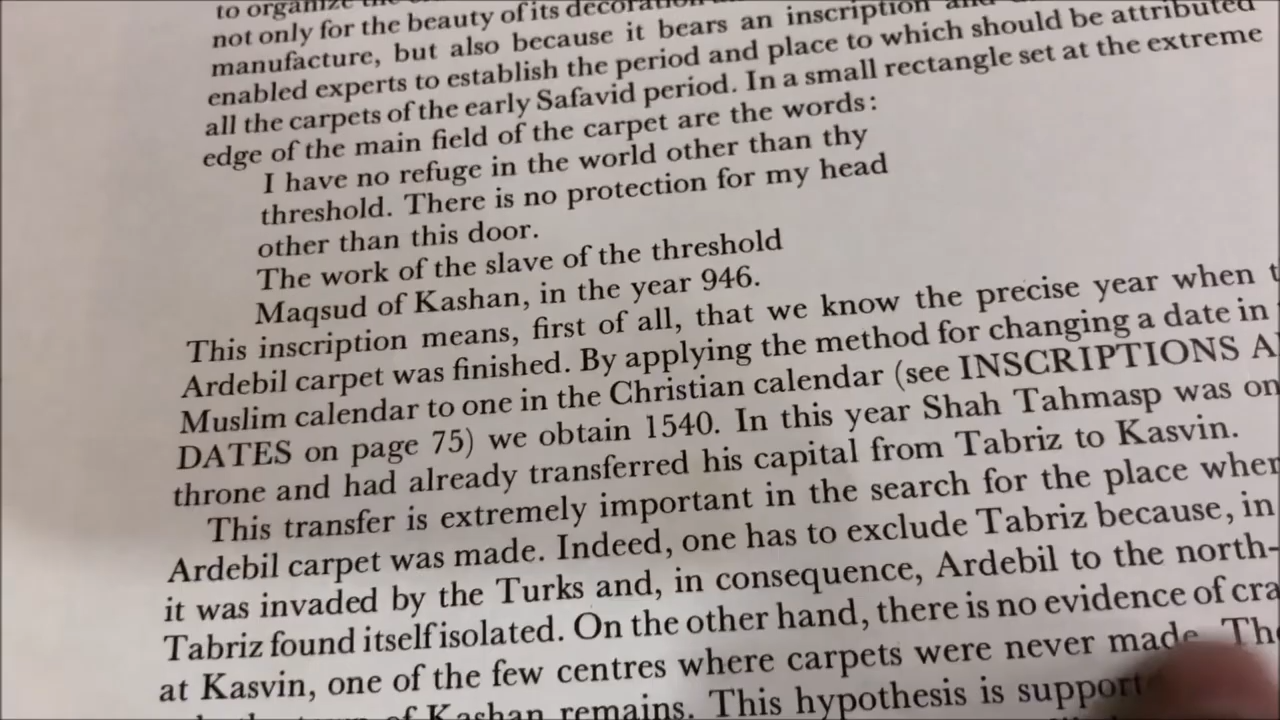 to organize the
not only for the beauty of its decoration
manufacture, but also because it bears an inscription and
enabled experts to establish the period and place to which should be attributed
all the carpets of the early Safavid period. In a small rectangle set at the extreme
edge of the main field of the carpet are the words:
I have no refuge in the world other than thy
threshold. There is no protection for my head
other than this door.
The work of the slave of the threshold
Maqsud of Kashan, in the year 946.
This inscription means, first of all, that we know the precise year when
Ardebil carpet was finished. By applying the method for changing a date in
Muslim calendar to one in the Christian calendar (see INSCRIPTIONS
DATES on page 75) we obtain 1540. In this year Shah Tahmasp was on
throne and had already transferred his capital from Tabriz to Kasvin.
This transfer is extremely important in the search for the place
Ardebil carpet was made. Indeed, one has to exclude Tabriz because, in
it was invaded by the Turks and, in consequence, Ardebil to the north-
Tabriz found itself isolated. On the other hand, there is no evidence of
at Kasvin, one of the few centres where carpets were never made.
of Kashan remains. This hypothesis is